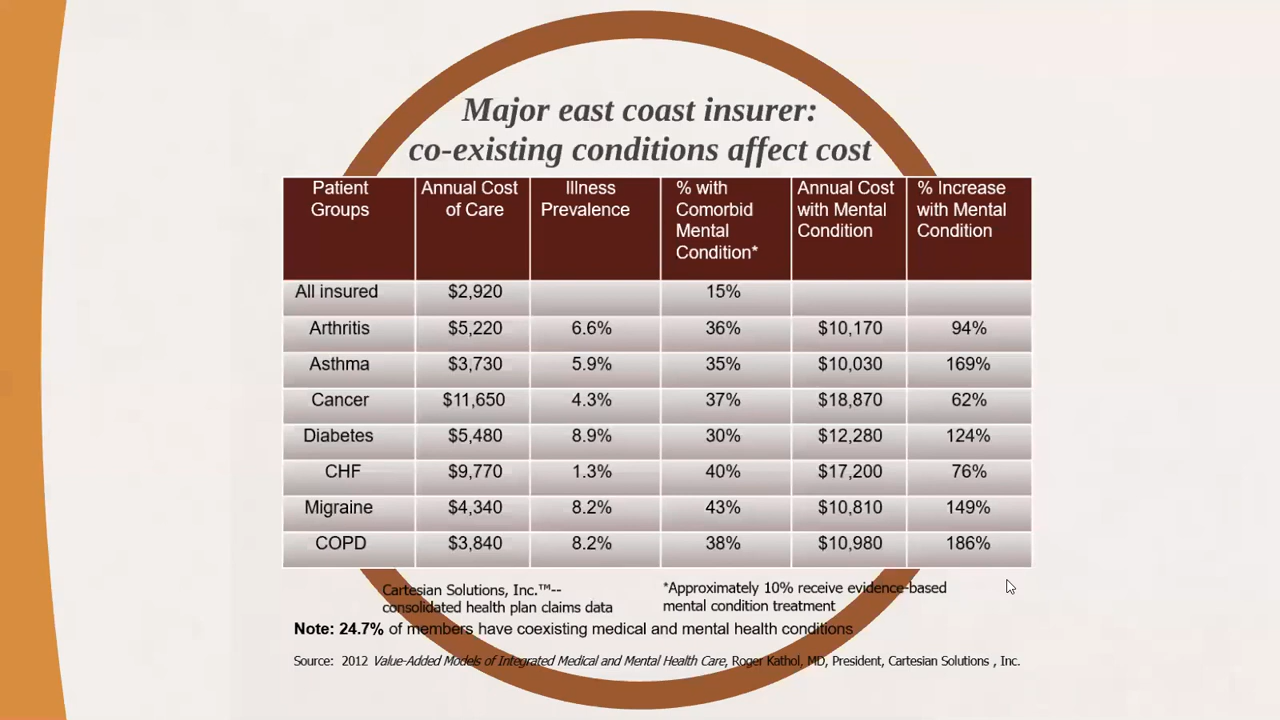 Major east coast insurer:
co-existing conditions affect cost
Patient Groups | Annual Cost of Care | Illness Prevalence | % with Comorbid Mental Condition* | Annual Cost with Mental Condition | % Increase with Mental Condition
All insured | $2,920 | | 15% | |
Arthritis | $5,220 | 6.6% | 36% | $10,170 | 94%
Asthma | $3,730 | 5.9% | 35% | $10,030 | 169%
Cancer | $11,650 | 4.3% | 37% | $18,870 | 62%
Diabetes | $5,480 | 8.9% | 30% | $12,280 | 124%
CHF | $9,770 | 1.3% | 40% | $17,200 | 76%
Migraine | $4,340 | 8.2% | 43% | $10,810 | 149%
COPD | $3,840 | 8.2% | 38% | $10,980 | 186%
Cartesian Solutions, Inc.™--
consolidated health plan claims data
*Approximately 10% receive evidence-based
mental condition treatment
Note: 24.7% of members have coexisting medical and mental health conditions
Source: 2012 Value-Added Models of Integrated Medical and Mental Health Care, Roger Kathol, MD, President, Cartesian Solutions , Inc.